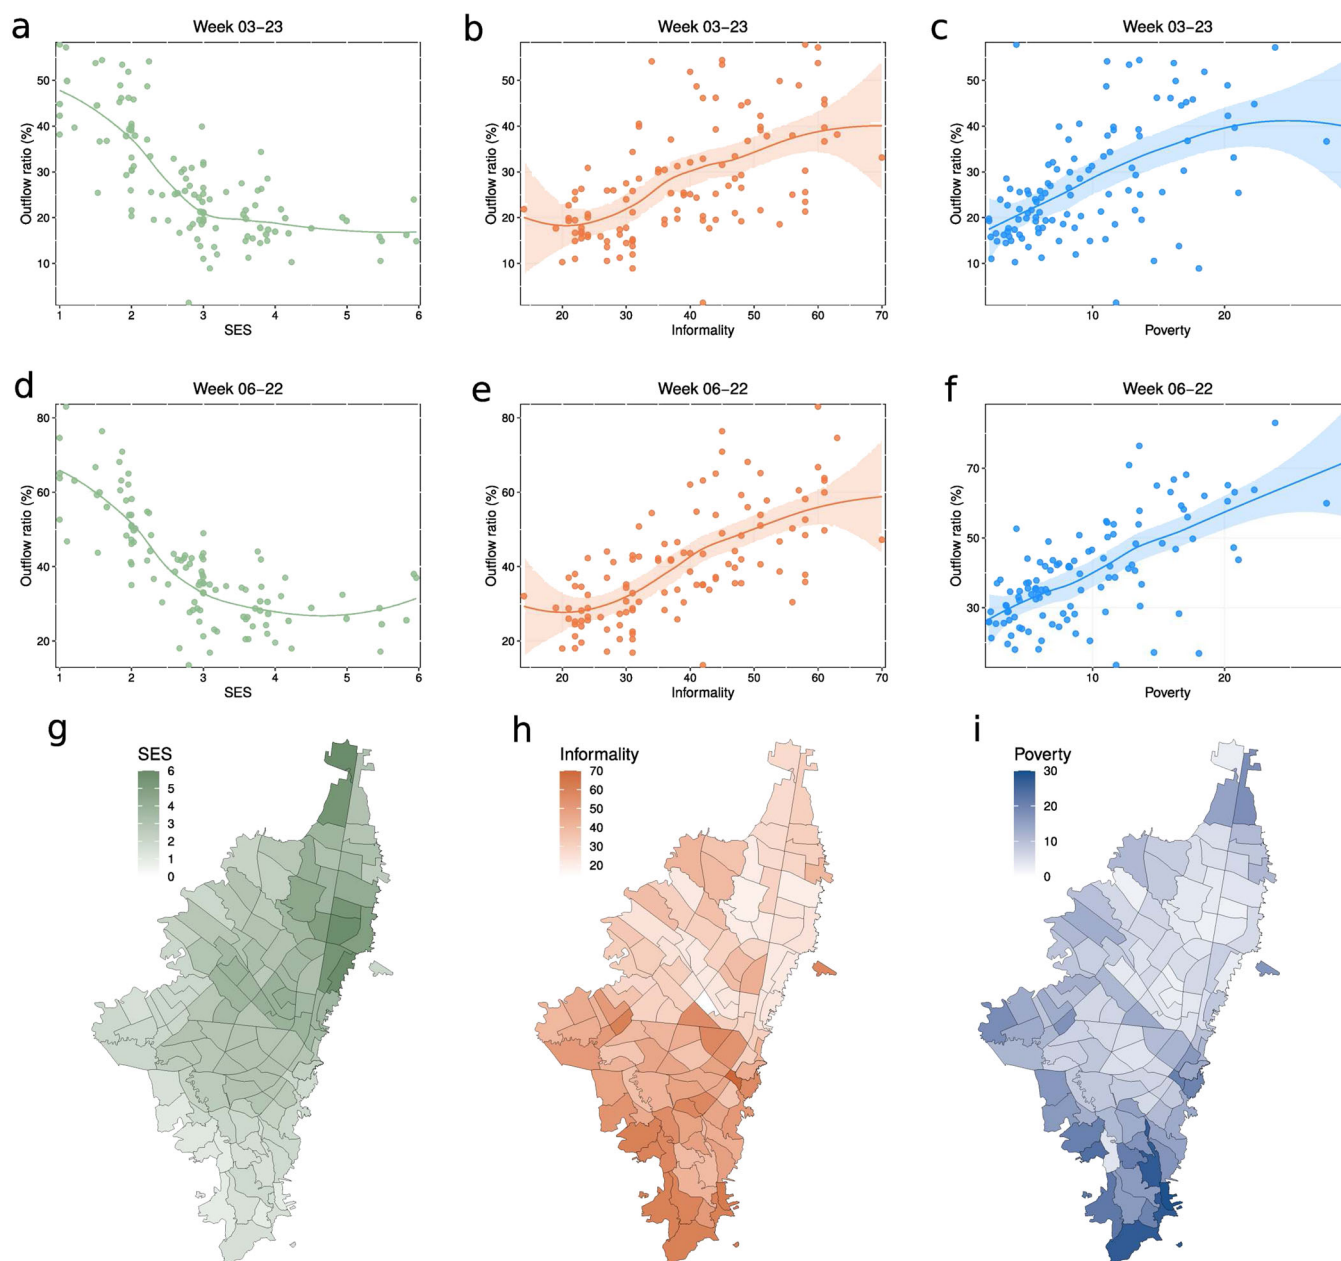 a
Week 03–23
Outflow ratio (%)
50
40
30
20
10
1 2 3 4 5 6
SES
b
Week 03–23
Outflow ratio (%)
50
40
30
20
10
20 30 40 50 60 70
Informality
c
Week 03–23
Outflow ratio (%)
50
40
30
20
10
10 20
Poverty
d
Week 06–22
Outflow ratio (%)
80
60
40
20
1 2 3 4 5 6
SES
e
Week 06–22
Outflow ratio (%)
80
60
40
20
20 30 40 50 60 70
Informality
f
Week 06–22
Outflow ratio (%)
70
50
30
10 20
Poverty
g
SES
6
5
4
3
2
1
0
h
Informality
70
60
50
40
30
20
i
Poverty
30
20
10
0